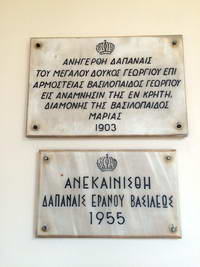 ΑΝΗΓΕΡΘΗ ΔΑΠΑΝΑΙΣ
ΤΟΥ ΜΕΓΑΛΟΥ ΔΟΥΚΟΣ ΓΕΩΡΓΙΟΥ ΕΠΙ
ΑΡΜΟΣΤΕΙΑΣ ΒΑΣΙΛΟΠΑΙΔΟΣ ΓΕΩΡΓΙΟΥ
ΕΙΣ ΑΝΑΜΝΗΣΙΝ ΤΗΣ ΕΝ ΚΡΗΤΗ,
ΔΙΑΜΟΝΗΣ ΤΗΣ ΒΑΣΙΛΟΠΑΙΔΟΣ
ΜΑΡΙΑΣ
1903
ΑΝΕΚΑΙΝΙΣΘΗ
ΔΑΠΑΝΑΙΣ ΕΡΑΝΟΥ ΒΑΣΙΛΕΩΣ
1955